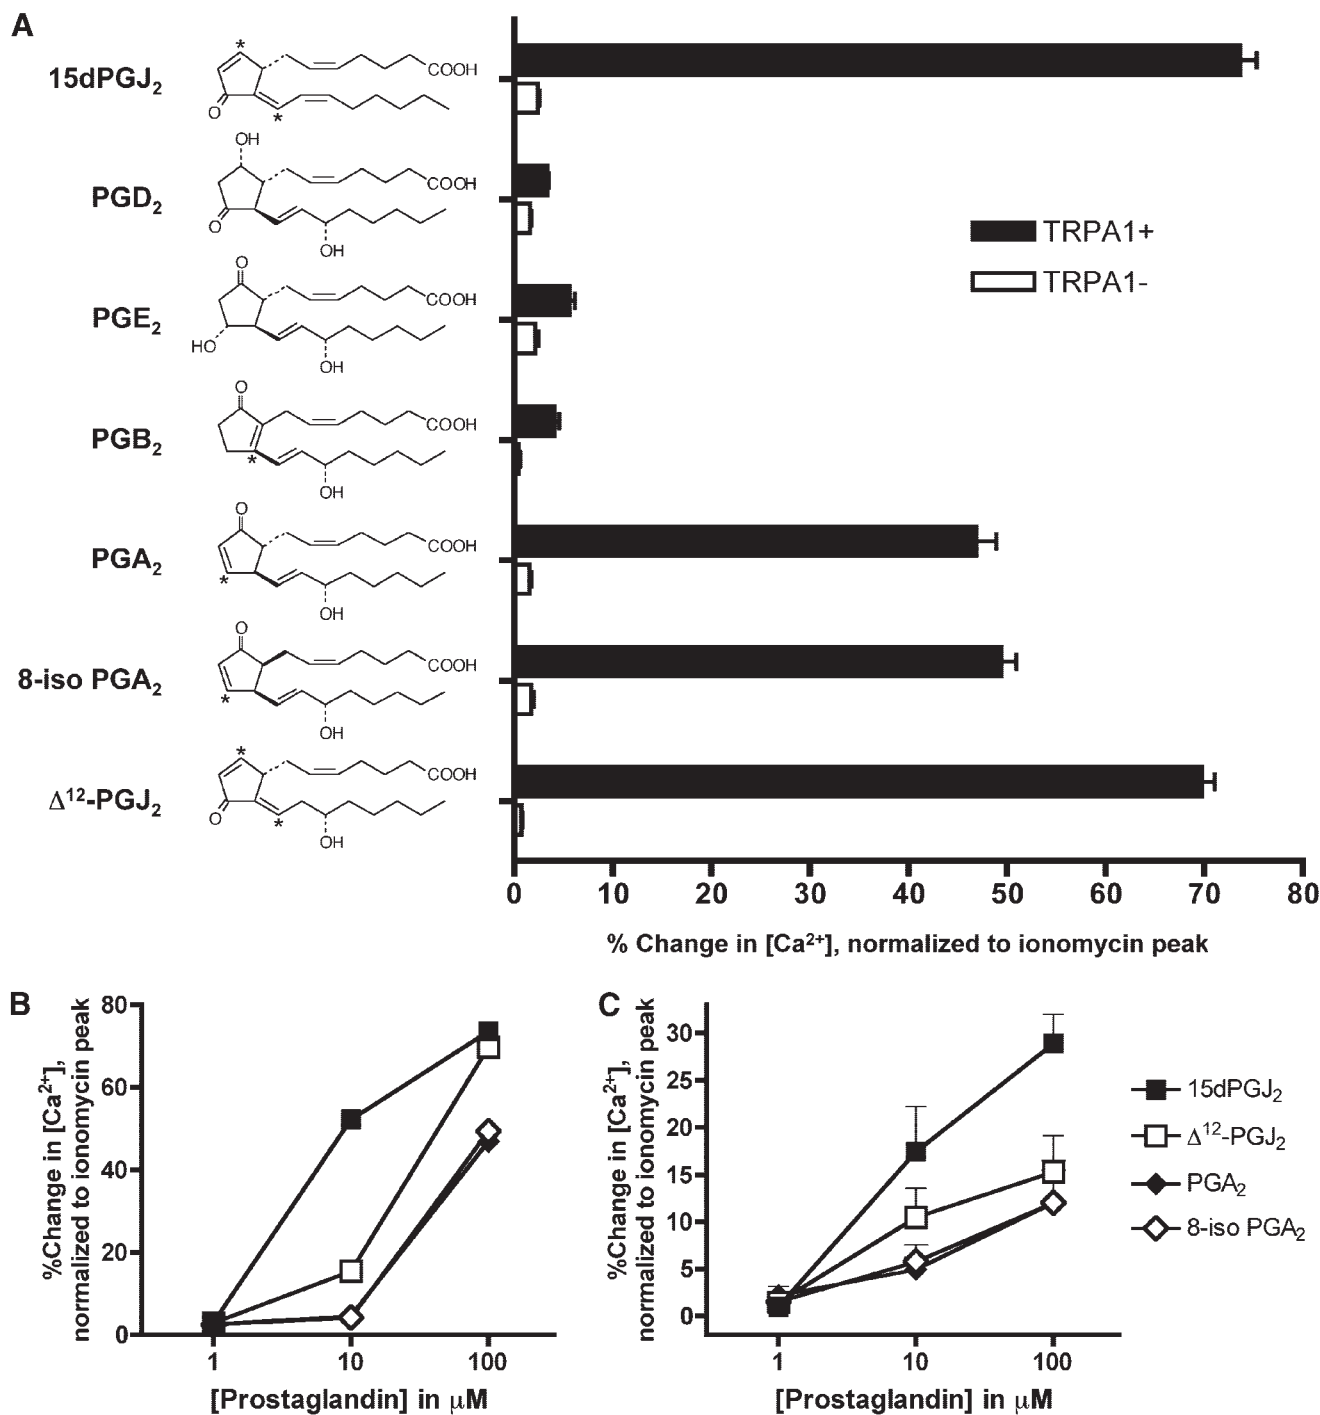 A
15dPGJ₂
*
COOH
O
*
OH
PGD₂
COOH
O
OH
TRPA1+
TRPA1-
O
PGE₂
COOH
HO
OH
O
PGB₂
COOH
*
OH
O
PGA₂
COOH
*
OH
O
8-iso PGA₂
COOH
*
OH
*
Δ¹²-PGJ₂
COOH
O
*
OH
0 10 20 30 40 50 60 70 80
% Change in [Ca²⁺], normalized to ionomycin peak
B
%Change in [Ca²⁺],
normalized to ionomycin peak
80
60
40
20
0
1 10 100
[Prostaglandin] in μM
C
%Change in [Ca²⁺],
normalized to ionomycin peak
30
25
20
15
10
5
0
1 10 100
[Prostaglandin] in μM
15dPGJ₂
Δ¹²-PGJ₂
PGA₂
8-iso PGA₂